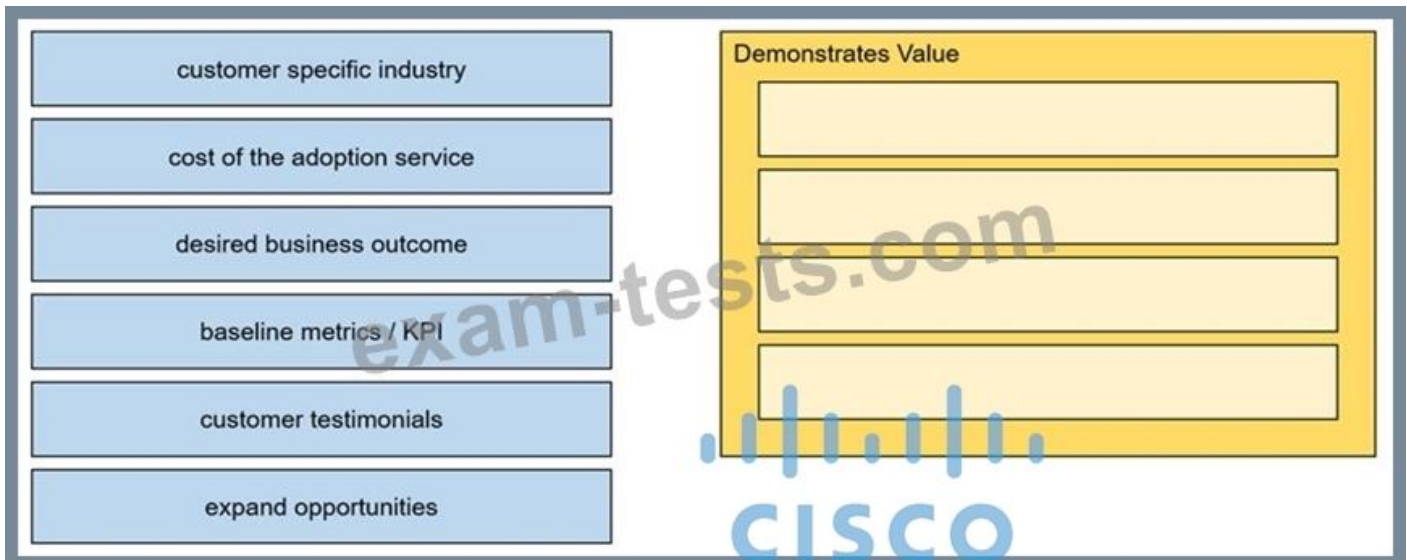 customer specific industry
cost of the adoption service
desired business outcome
baseline metrics / KPI
customer testimonials
expand opportunities
Demonstrates Value
exam-tests.com
CISCO